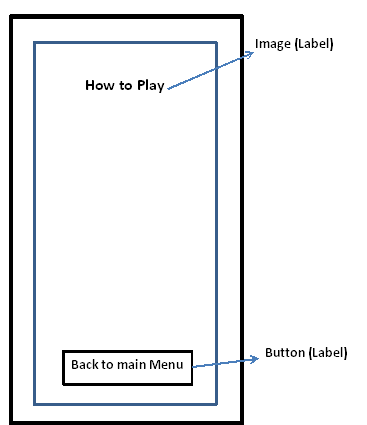 Image (Label)
How to Play
Button (Label)
Back to main Menu